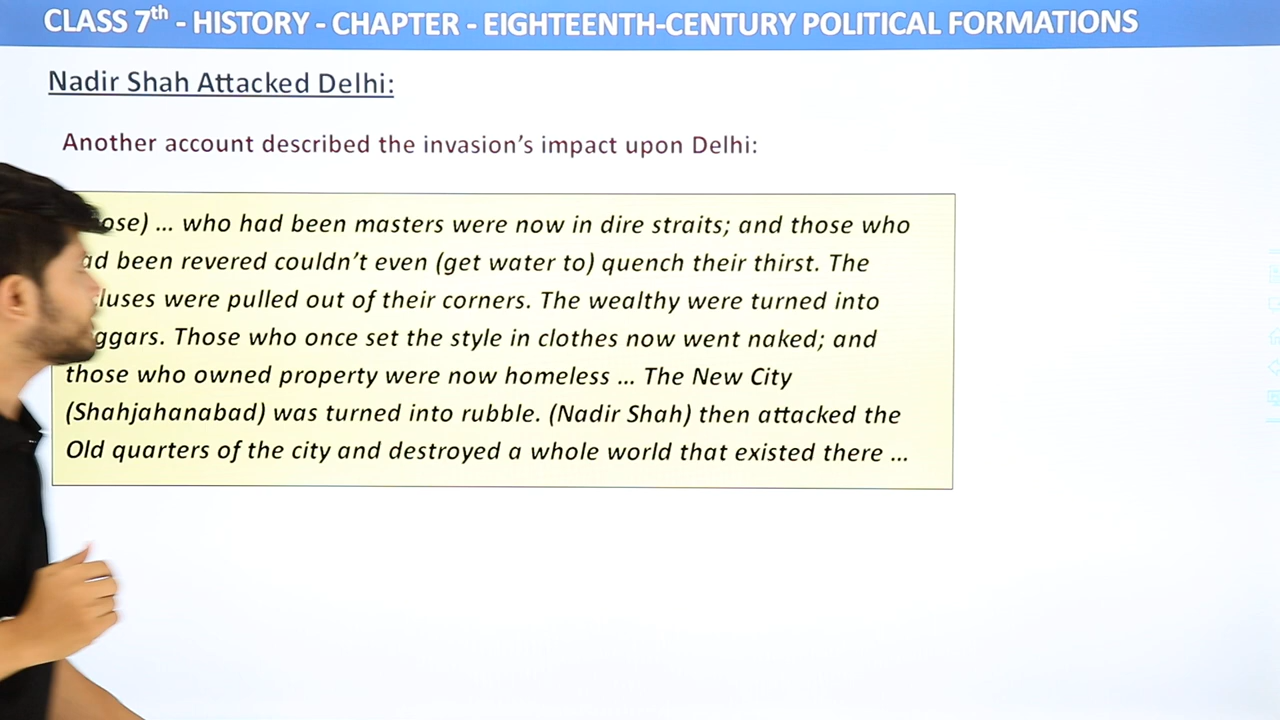 CLASS 7th - HISTORY - CHAPTER - EIGHTEENTH-CENTURY POLITICAL FORMATIONS
Nadir Shah Attacked Delhi:
Another account described the invasion's impact upon Delhi:
... who had been masters were now in dire straits; and those who
been revered couldn't even (get water to) quench their thirst. The
were pulled out of their corners. The wealthy were turned into
Those who once set the style in clothes now went naked; and
those who owned property were now homeless ... The New City
(Shahjahanabad) was turned into rubble. (Nadir Shah) then attacked the
Old quarters of the city and destroyed a whole world that existed there ...